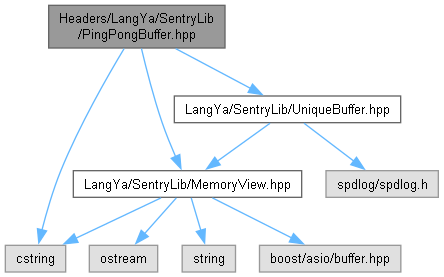 Headers/LangYa/SentryLib
/PingPongBuffer.hpp
LangYa/SentryLib/UniqueBuffer.hpp
LangYa/SentryLib/MemoryView.hpp
spdlog/spdlog.h
cstring
ostream
string
boost/asio/buffer.hpp